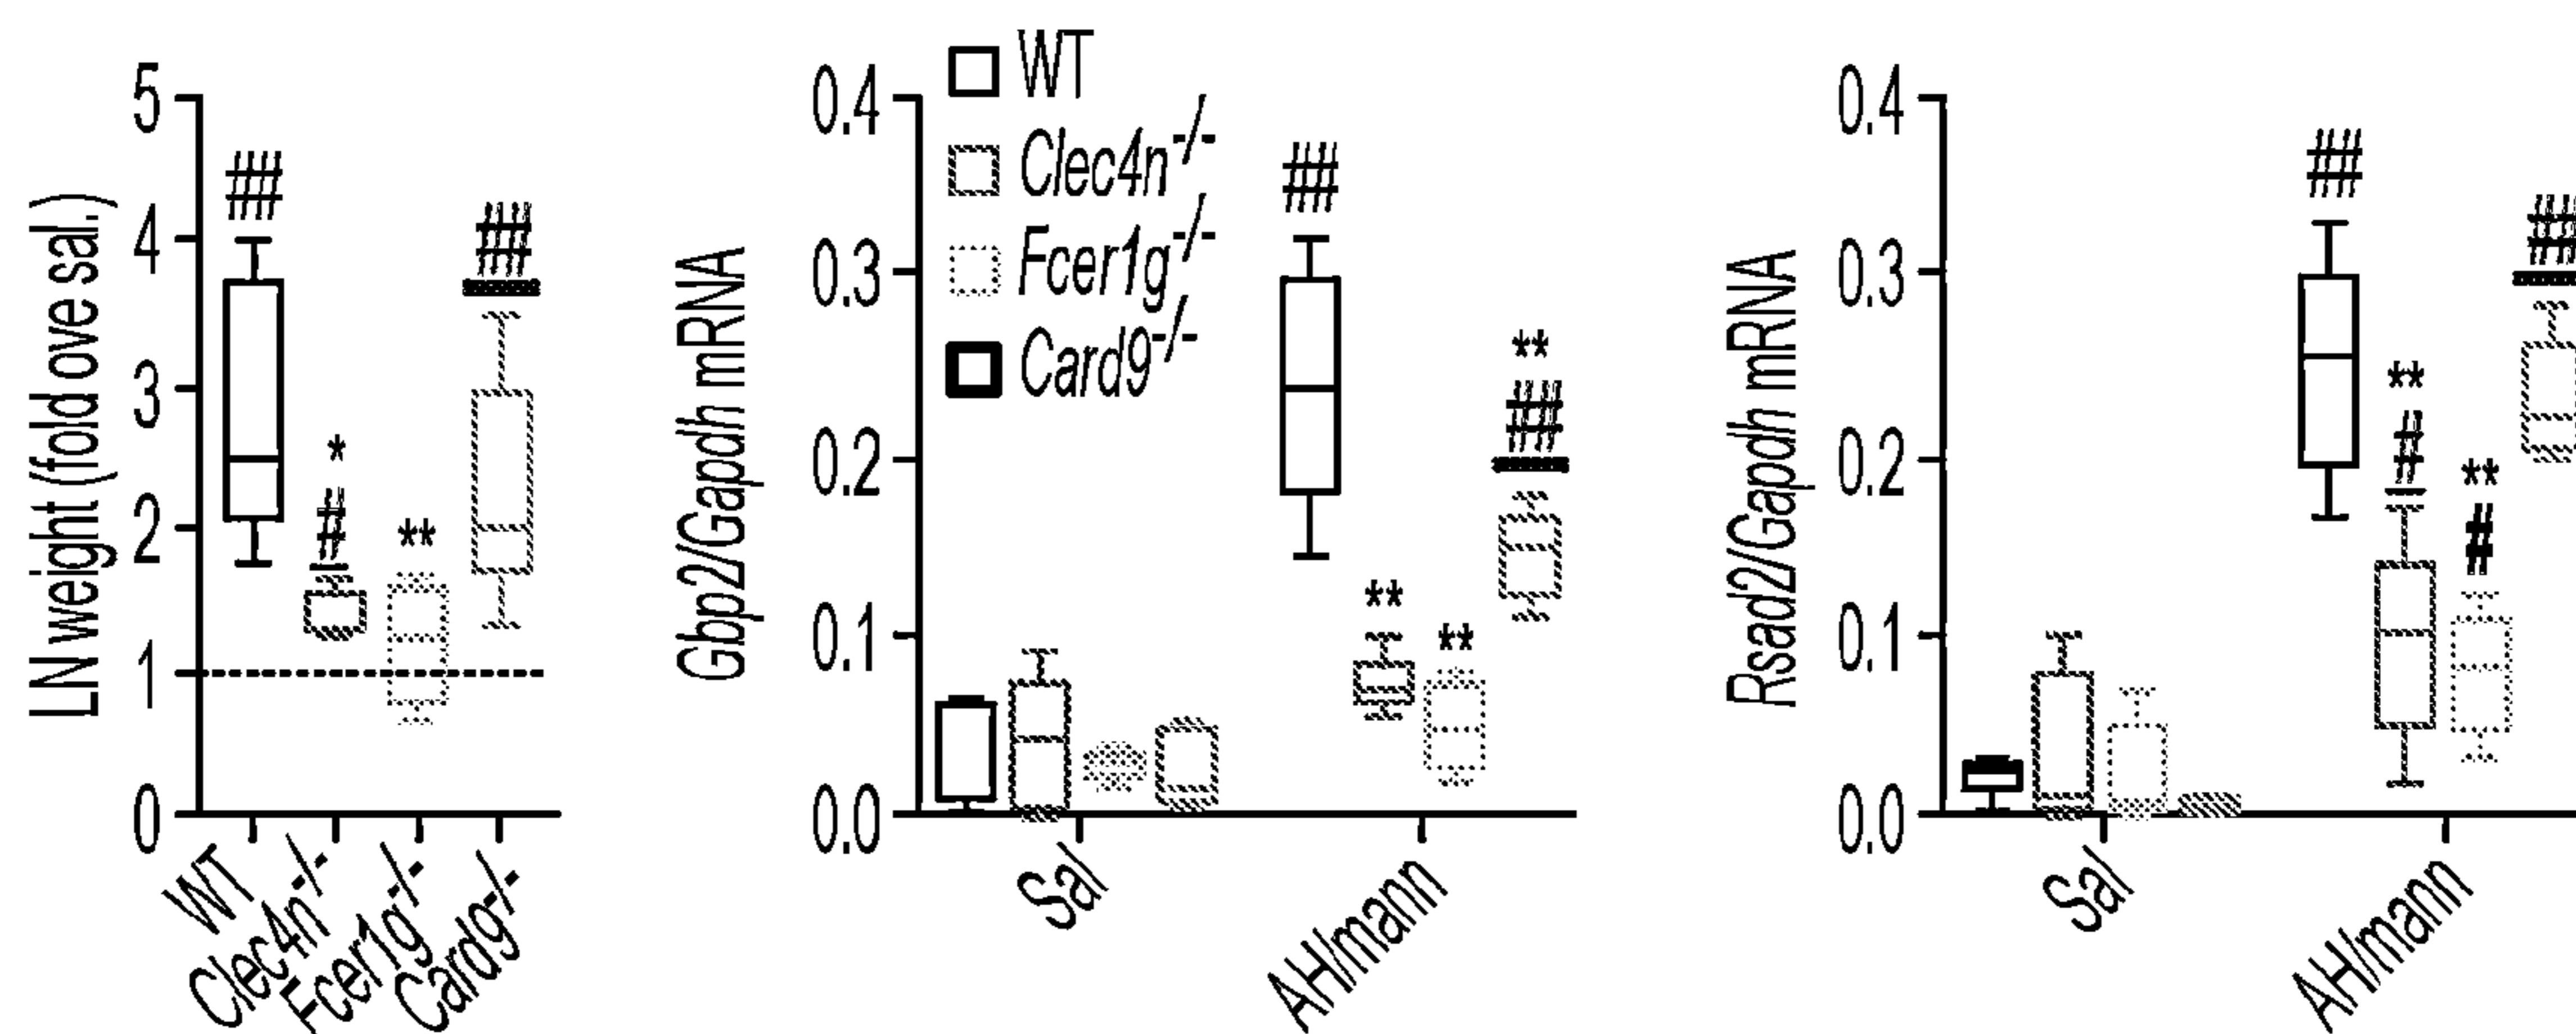 LN weight (fold over sal.)
5
4
3
2
1
0
##
*
#
**
##
WT
Clec4n-/-
Fcer1g-/-
Card9-/-
Gbp2/Gapdh mRNA
0.4
0.3
0.2
0.1
0.0
WT
Clec4n-/-
Fcer1g-/-
Card9-/-
##
**
**
**
##
Sal
AH/mann
Rsad2/Gapdh mRNA
0.4
0.3
0.2
0.1
0.0
##
**
#
**
#
##
Sal
AH/mann